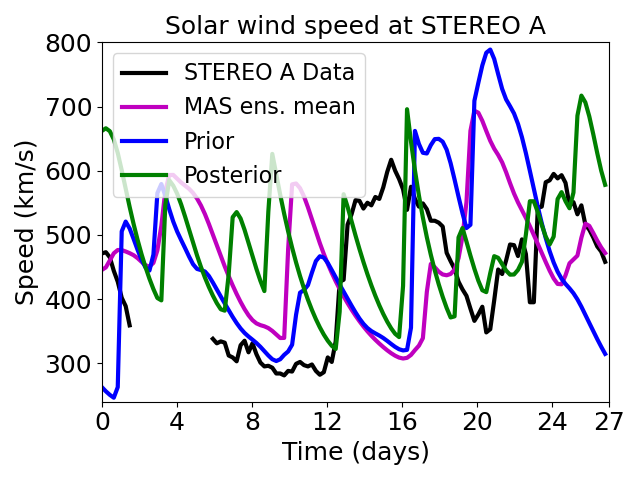 Solar wind speed at STEREO A
800
700
600
500
400
300
Speed (km/s)
STEREO A Data
MAS ens. mean
Prior
Posterior
0 4 8 12 16 20 24 27
Time (days)